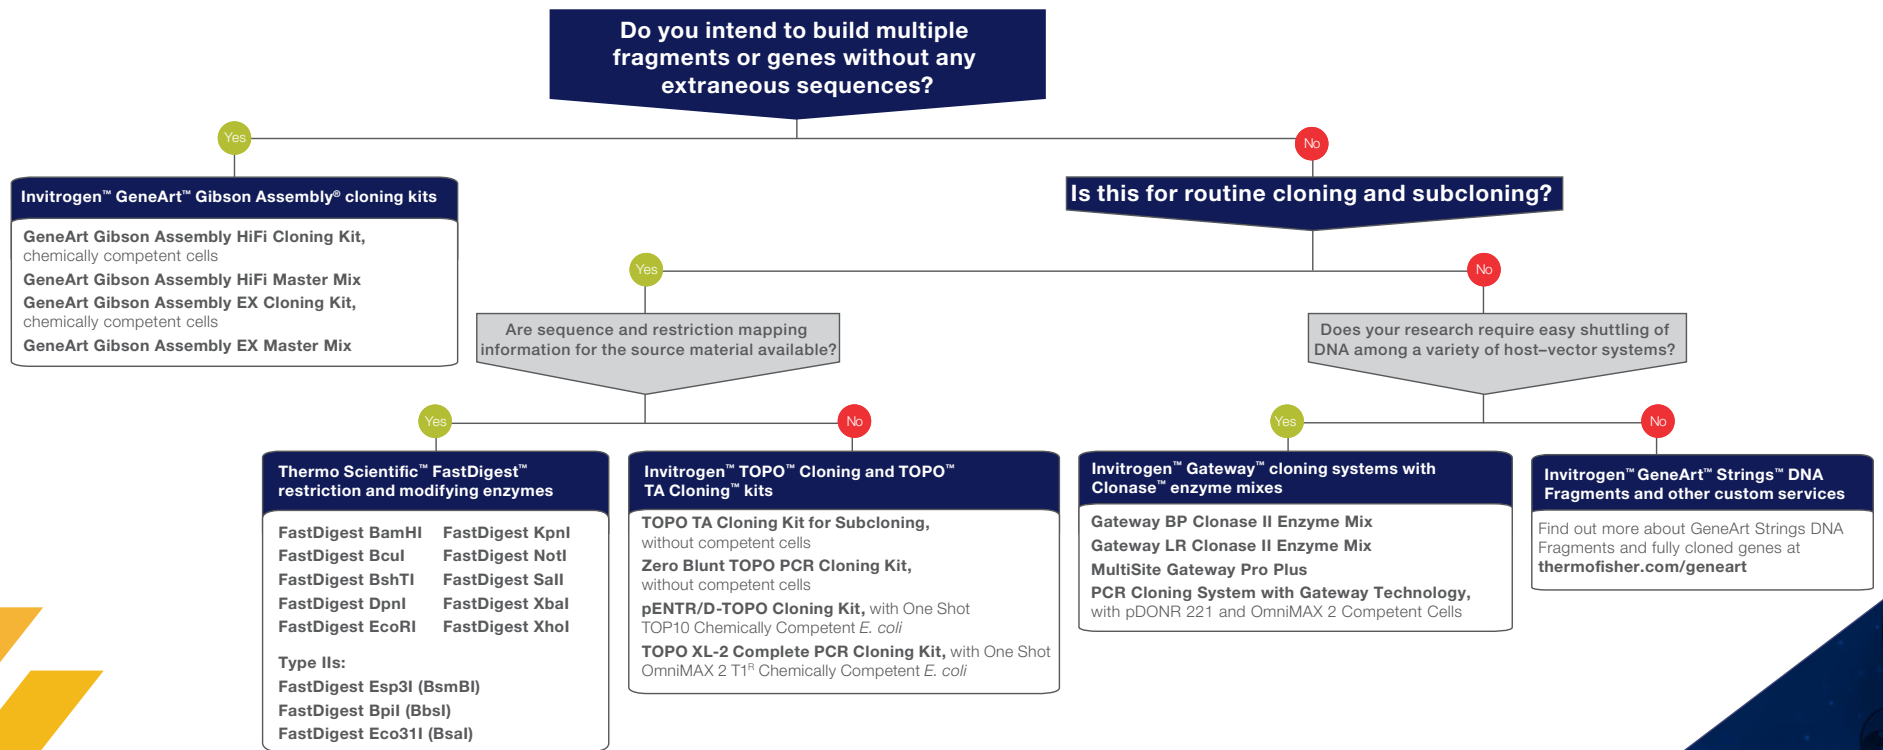 Do you intend to build multiple
fragments or genes without any
extraneous sequences?
Yes
No
Invitrogen™ GeneArt™ Gibson Assembly® cloning kits
GeneArt Gibson Assembly HiFi Cloning Kit,
chemically competent cells
GeneArt Gibson Assembly HiFi Master Mix
GeneArt Gibson Assembly EX Cloning Kit,
chemically competent cells
GeneArt Gibson Assembly EX Master Mix
Is this for routine cloning and subcloning?
Yes
No
Are sequence and restriction mapping
information for the source material available?
Does your research require easy shuttling of
DNA among a variety of host–vector systems?
Yes
No
Yes
No
Thermo Scientific™ FastDigest™
restriction and modifying enzymes
FastDigest BamHI
FastDigest BcuI
FastDigest BshTI
FastDigest DpnI
FastDigest EcoRI
FastDigest KpnI
FastDigest NotI
FastDigest SalI
FastDigest XbaI
FastDigest XhoI
Type IIs:
FastDigest Esp3I (BsmBI)
FastDigest BpiI (BbsI)
FastDigest Eco31I (BsaI)
Invitrogen™ TOPO™ Cloning and TOPO™
TA Cloning™ kits
TOPO TA Cloning Kit for Subcloning,
without competent cells
Zero Blunt TOPO PCR Cloning Kit,
without competent cells
pENTR/D-TOPO Cloning Kit, with One Shot
TOP10 Chemically Competent E. coli
TOPO XL-2 Complete PCR Cloning Kit, with One Shot
OmniMAX 2 T1ᴿ Chemically Competent E. coli
Invitrogen™ Gateway™ cloning systems with
Clonase™ enzyme mixes
Gateway BP Clonase II Enzyme Mix
Gateway LR Clonase II Enzyme Mix
MultiSite Gateway Pro Plus
PCR Cloning System with Gateway Technology,
with pDONR 221 and OmniMAX 2 Competent Cells
Invitrogen™ GeneArt™ Strings™ DNA
Fragments and other custom services
Find out more about GeneArt Strings DNA
Fragments and fully cloned genes at
thermofisher.com/geneart